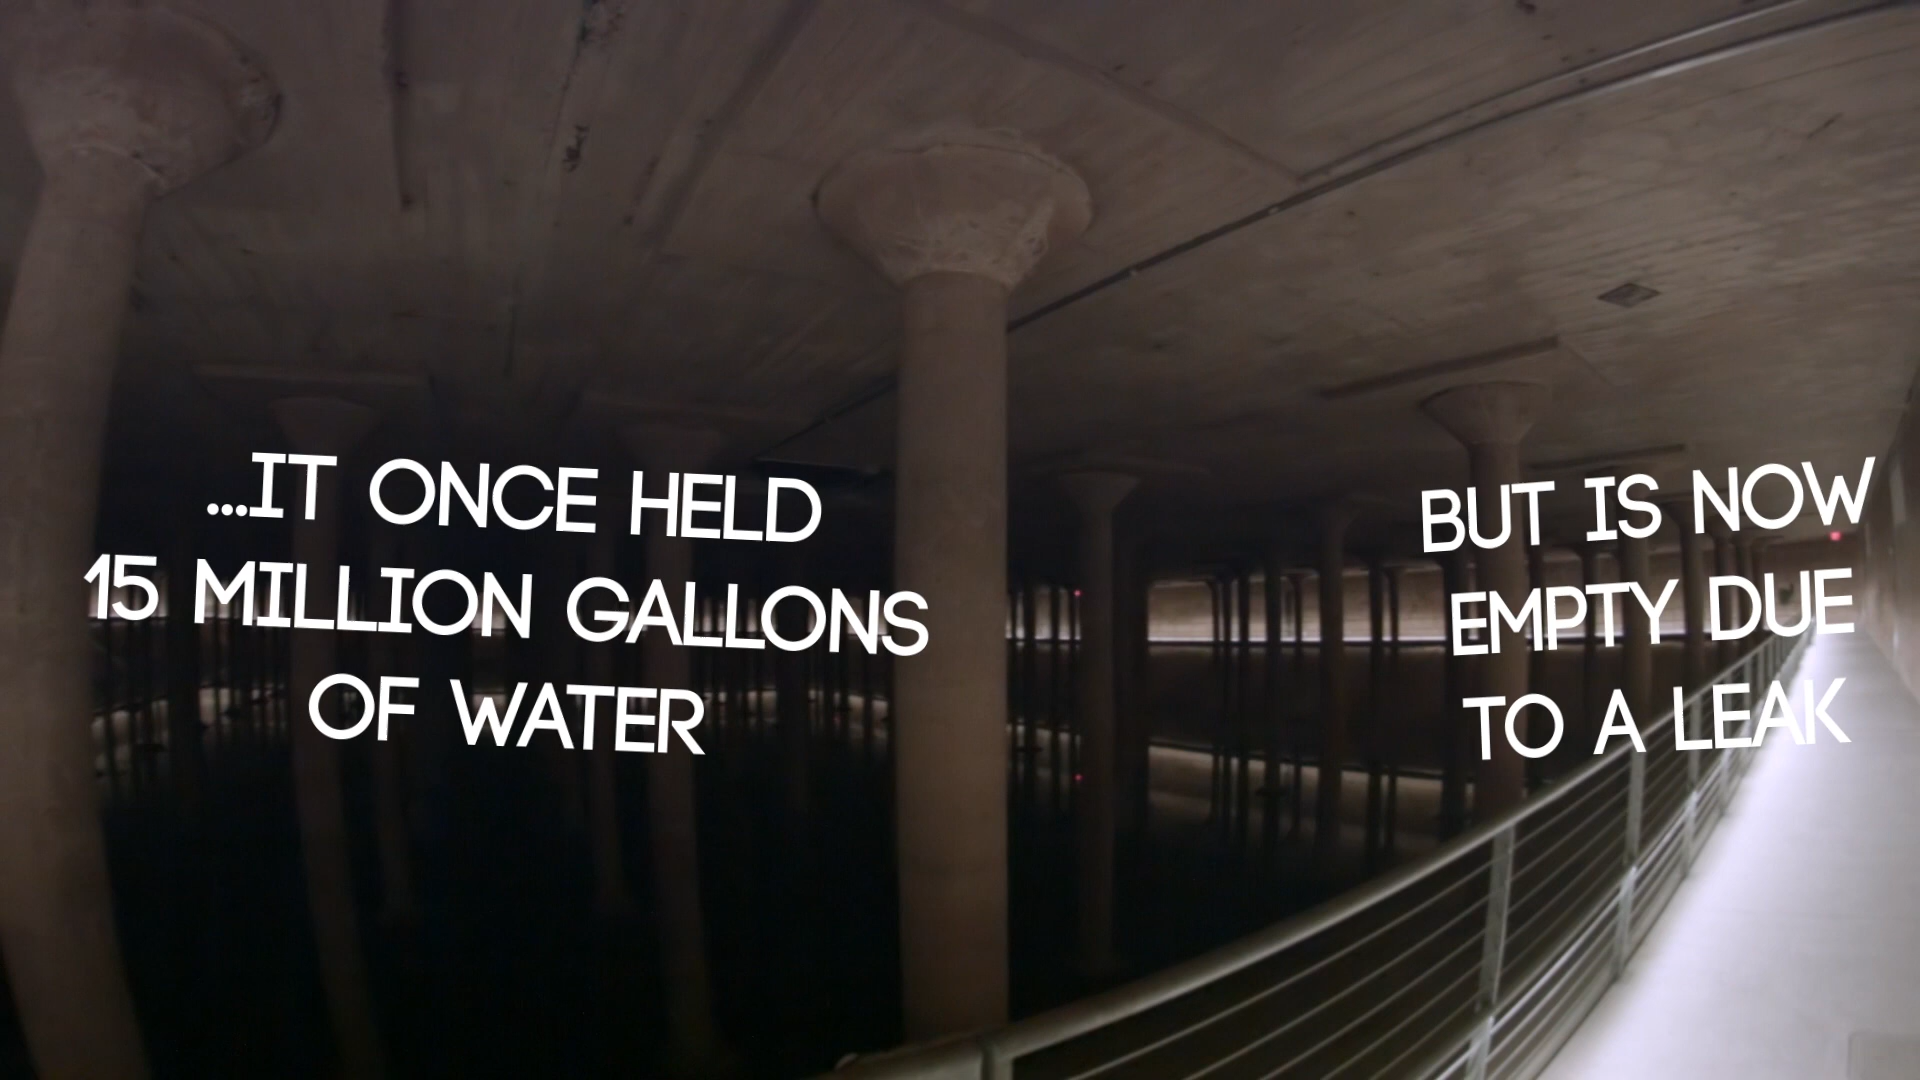 ...IT ONCE HELD
15 MILLION GALLONS
OF WATER
BUT IS NOW
EMPTY DUE
TO A LEAK